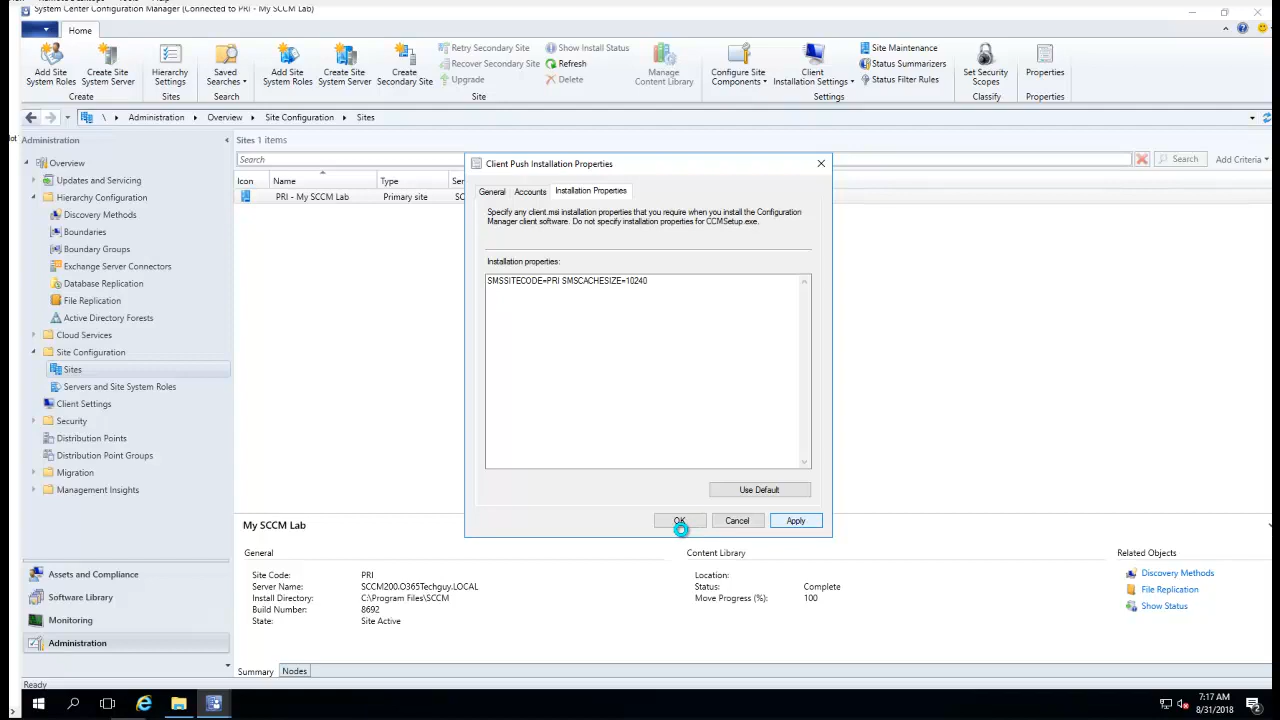 System Center Configuration Manager (Connected to PRI - My SCCM Lab)
Home
Add Site
System Roles
Create Site
System Server
Hierarchy
Settings
Saved
Searches
Add Site
System Roles
Create Site
System Server
Create
Secondary Site
Retry Secondary Site
Recover Secondary Site
Upgrade
Show Install Status
Refresh
Delete
Manage
Content Library
Configure Site
Components
Client
Installation Settings
Site Maintenance
Status Summarizers
Status Filter Rules
Set Security
Scopes
Properties
Create
Sites
Search
Site
Settings
Classify
Properties
\ Administration Overview Site Configuration Sites
Administration
Overview
Updates and Servicing
Hierarchy Configuration
Discovery Methods
Boundaries
Boundary Groups
Exchange Server Connectors
Database Replication
File Replication
Active Directory Forests
Cloud Services
Site Configuration
Sites
Servers and Site System Roles
Client Settings
Security
Distribution Points
Distribution Point Groups
Migration
Management Insights
Assets and Compliance
Software Library
Monitoring
Administration
Ready
Sites 1 items
Search
Search
Add Criteria
Icon Name Type
PRI - My SCCM Lab Primary site
Client Push Installation Properties
General Accounts Installation Properties
Specify any client.msi installation properties that you require when you install the Configuration
Manager client software. Do not specify installation properties for CCMSetup.exe.
Installation properties:
SMSSITECODE=PRI SMSCACHESIZE=10240
Use Default
OK Cancel Apply
My SCCM Lab
General
Site Code: PRI
Server Name: SCCM200.O365Techguy.LOCAL
Install Directory: C:\Program Files\SCCM
Build Number: 8692
State: Site Active
Content Library
Location:
Status: Complete
Move Progress (%): 100
Related Objects
Discovery Methods
File Replication
Show Status
Summary Nodes
7:17 AM
8/31/2018
2